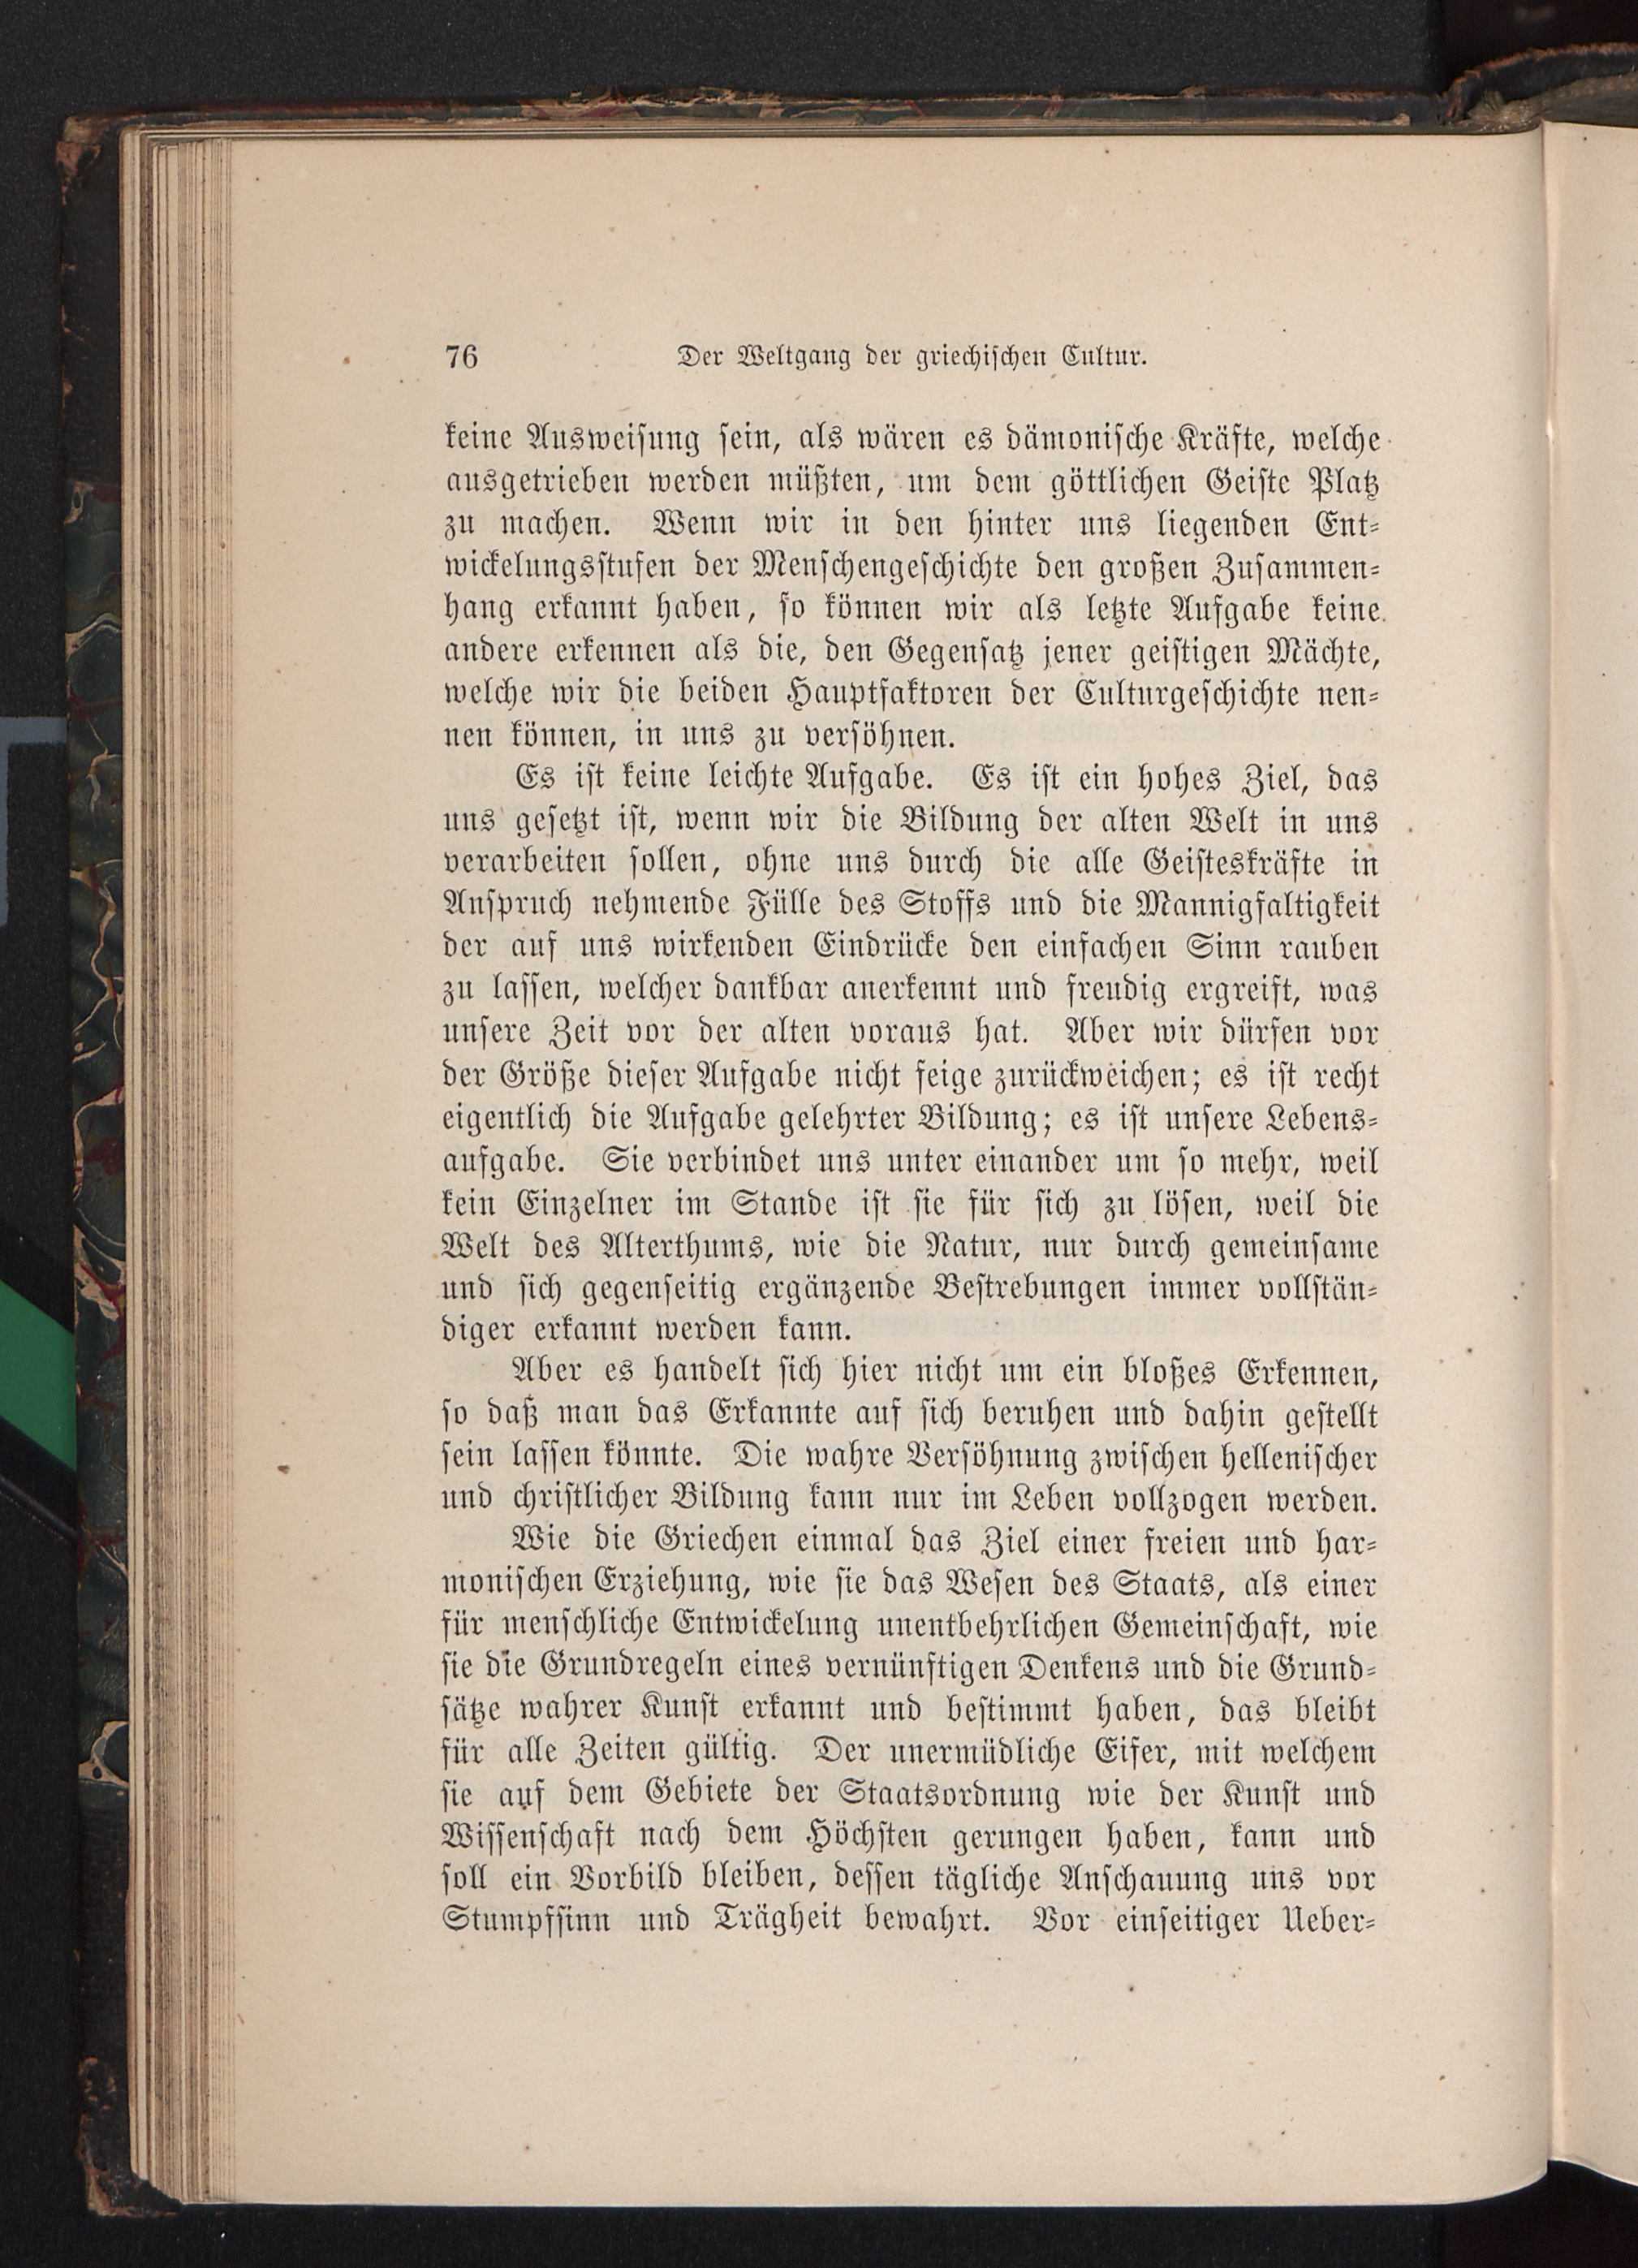 76 Der Weltgang der griechischen Cultur.
keine Ausweisung sein, als wären es dämonische Kräfte, welche
ausgetrieben werden müßten, um dem göttlichen Geiste Platz
zu machen. Wenn wir in den hinter uns liegenden Ent-
wickelungsstufen der Menschengeschichte den großen Zusammen-
hang erkannt haben, so können wir als letzte Aufgabe keine
andere erkennen als die, den Gegensatz jener geistigen Mächte,
welche wir die beiden Hauptfaktoren der Culturgeschichte nen-
nen können, in uns zu versöhnen.
Es ist keine leichte Aufgabe. Es ist ein hohes Ziel, das
uns gesetzt ist, wenn wir die Bildung der alten Welt in uns
verarbeiten sollen, ohne uns durch die alle Geisteskräfte in
Anspruch nehmende Fülle des Stoffs und die Mannigfaltigkeit
der auf uns wirkenden Eindrücke den einfachen Sinn rauben
zu lassen, welcher dankbar anerkennt und freudig ergreift, was
unsere Zeit vor der alten voraus hat. Aber wir dürfen vor
der Größe dieser Aufgabe nicht feige zurückweichen; es ist recht
eigentlich die Aufgabe gelehrter Bildung; es ist unsere Lebens-
aufgabe. Sie verbindet uns unter einander um so mehr, weil
kein Einzelner im Stande ist sie für sich zu lösen, weil die
Welt des Alterthums, wie die Natur, nur durch gemeinsame
und sich gegenseitig ergänzende Bestrebungen immer vollstän-
diger erkannt werden kann.
Aber es handelt sich hier nicht um ein bloßes Erkennen,
so daß man das Erkannte auf sich beruhen und dahin gestellt
sein lassen könnte. Die wahre Versöhnung zwischen hellenischer
und christlicher Bildung kann nur im Leben vollzogen werden.
Wie die Griechen einmal das Ziel einer freien und har-
monischen Erziehung, wie sie das Wesen des Staats, als einer
für menschliche Entwickelung unentbehrlichen Gemeinschaft, wie
sie die Grundregeln eines vernünftigen Denkens und die Grund-
sätze wahrer Kunst erkannt und bestimmt haben, das bleibt
für alle Zeiten gültig. Der unermüdliche Eifer, mit welchem
sie auf dem Gebiete der Staatsordnung wie der Kunst und
Wissenschaft nach dem Höchsten gerungen haben, kann und
soll ein Vorbild bleiben, dessen tägliche Anschauung uns vor
Stumpfsinn und Trägheit bewahrt. Vor einseitiger Ueber-